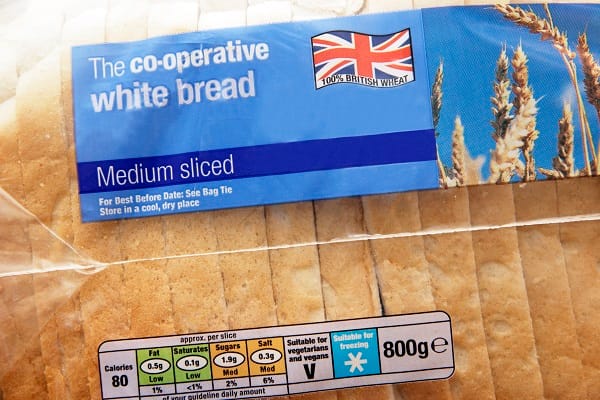 The co-operative
white bread
100% BRITISH WHEAT
Medium sliced
For Best Before Date: See Bag Tie
Store in a cool, dry place
approx. per slice
Calories
80
Fat
0.5g
Low
1%
Saturates
0.1g
Low
<1%
Sugars
1.9g
Med
2%
Salt
0.3g
Med
6%
of your guideline daily amount
Suitable for
vegetarians
and vegans
V
Suitable for
freezing
800g e